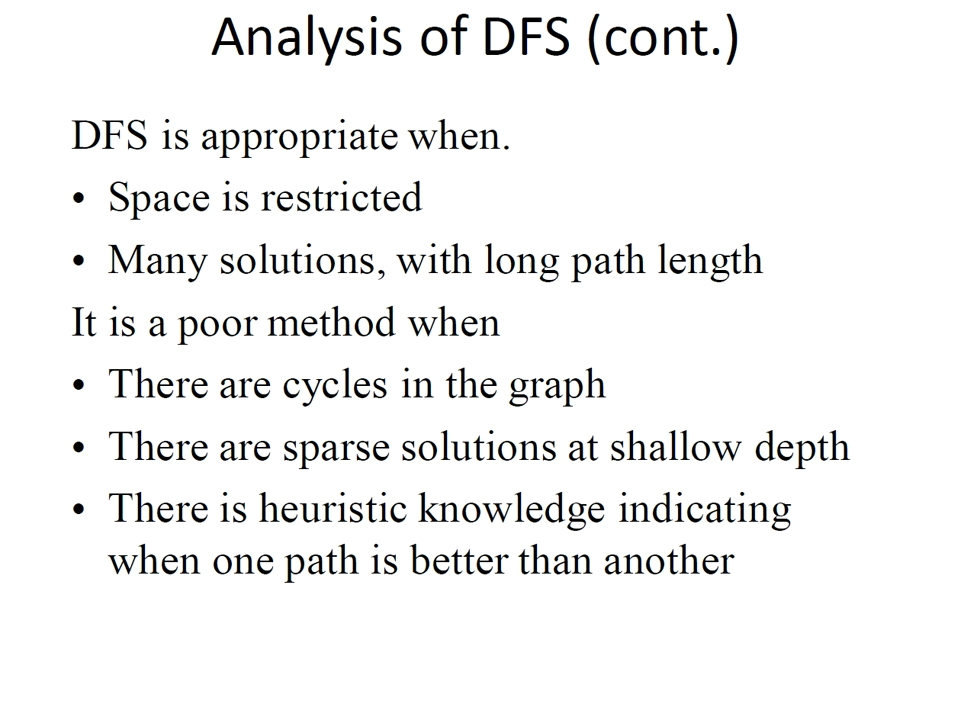 Analysis of DFS (cont.)
DFS is appropriate when.
• Space is restricted
• Many solutions, with long path length
It is a poor method when
• There are cycles in the graph
• There are sparse solutions at shallow depth
• There is heuristic knowledge indicating
when one path is better than another